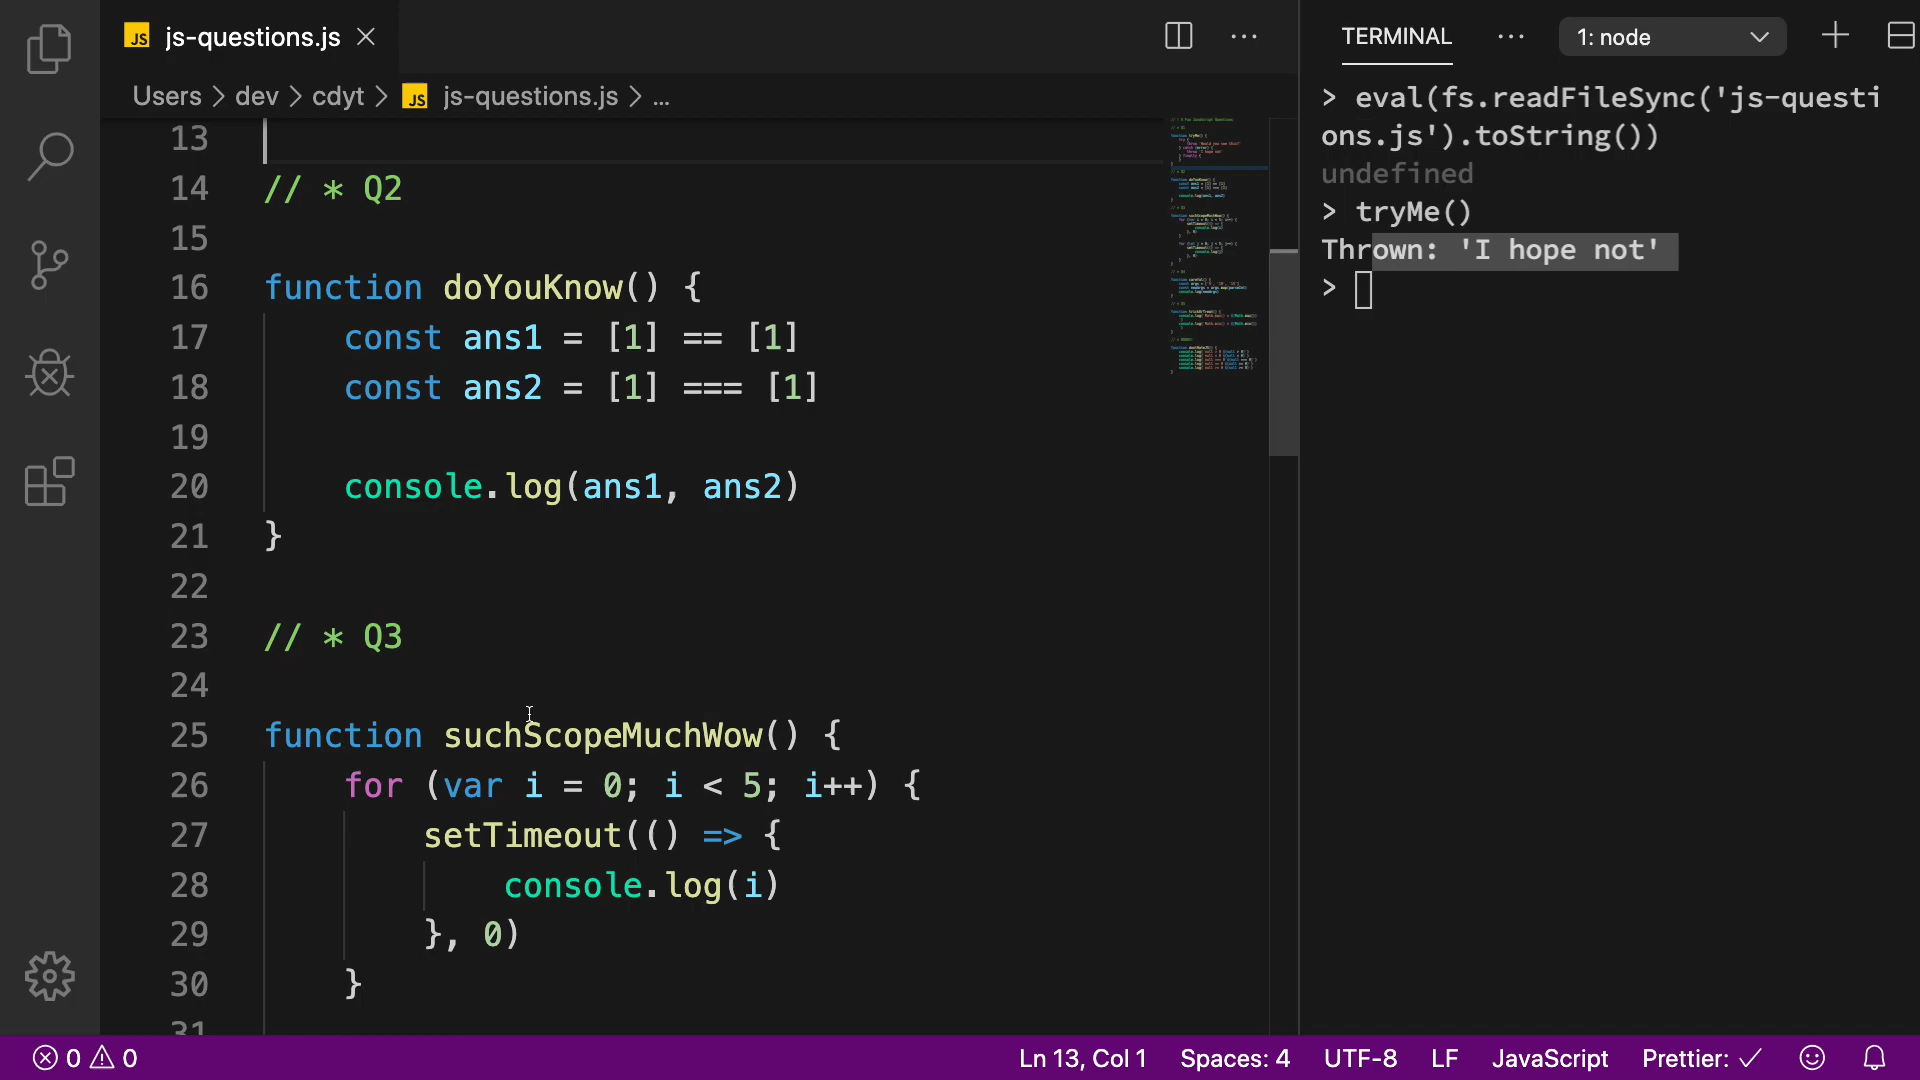 JS js-questions.js
TERMINAL
1: node
Users > dev > cdyt > JS js-questions.js > ...
13
14 // * Q2
15
16 function doYouKnow() {
17 const ans1 = [1] == [1]
18 const ans2 = [1] === [1]
19
20 console.log(ans1, ans2)
21 }
22
23 // * Q3
24
25 function suchScopeMuchWow() {
26 for (var i = 0; i < 5; i++) {
27 setTimeout(() => {
28 console.log(i)
29 }, 0)
30 }
31
> eval(fs.readFileSync('js-questi
ons.js').toString())
undefined
> tryMe()
Thrown: 'I hope not'
>
0 0 Ln 13, Col 1 Spaces: 4 UTF-8 LF JavaScript Prettier: ✓